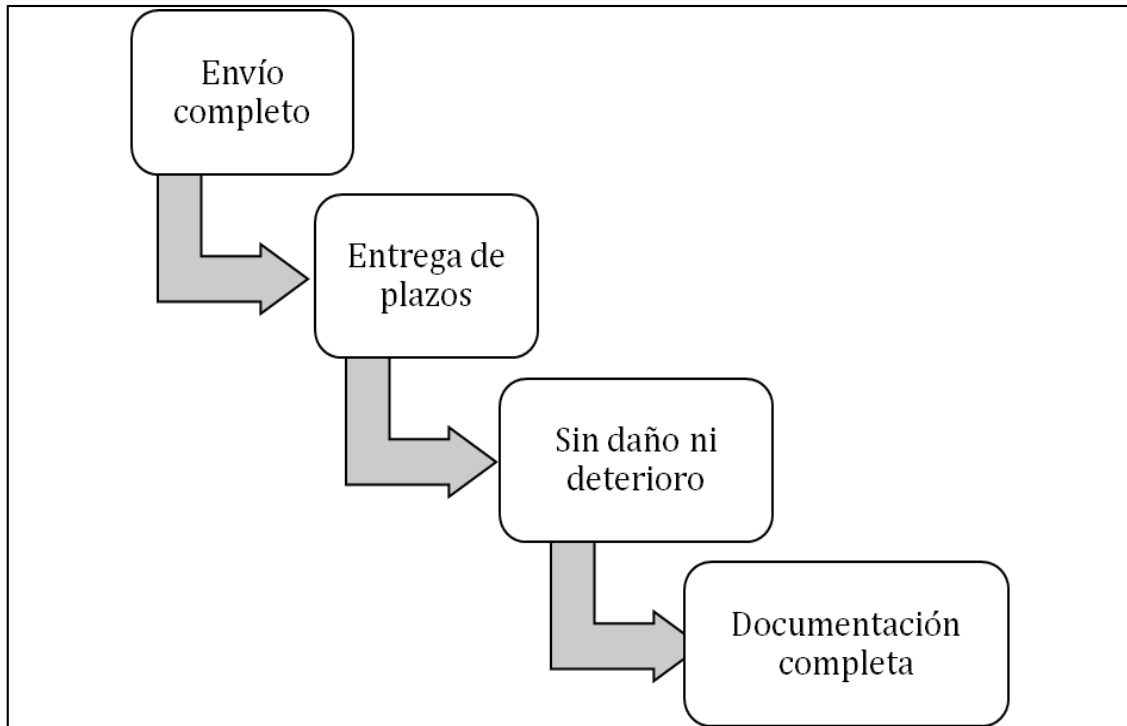 Envío
completo
Entrega de
plazos
Sin daño ni
deterioro
Documentación
completa